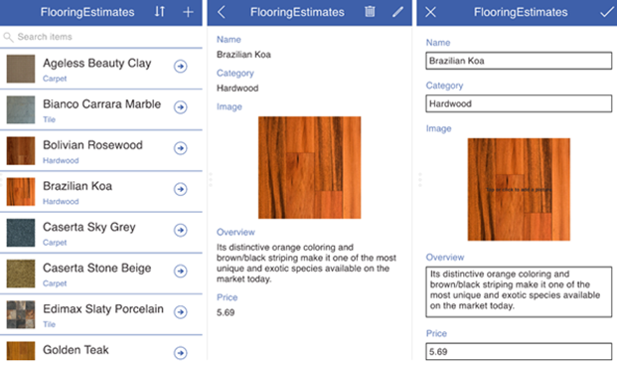 FlooringEstimates
Search items
Ageless Beauty Clay
Carpet
Bianco Carrara Marble
Tile
Bolivian Rosewood
Hardwood
Brazilian Koa
Hardwood
Caserta Sky Grey
Carpet
Caserta Stone Beige
Carpet
Edimax Slaty Porcelain
Tile
Golden Teak
FlooringEstimates
Name
Brazilian Koa
Category
Hardwood
Image
Overview
Its distinctive orange coloring and
brown/black striping make it one of the most
unique and exotic species available on the
market today.
Price
5.69
FlooringEstimates
Name
Brazilian Koa
Category
Hardwood
Image
to add a picture
Overview
Its distinctive orange coloring and
brown/black striping make it one of the
most unique and exotic species available
on the market today.
Price
5.69